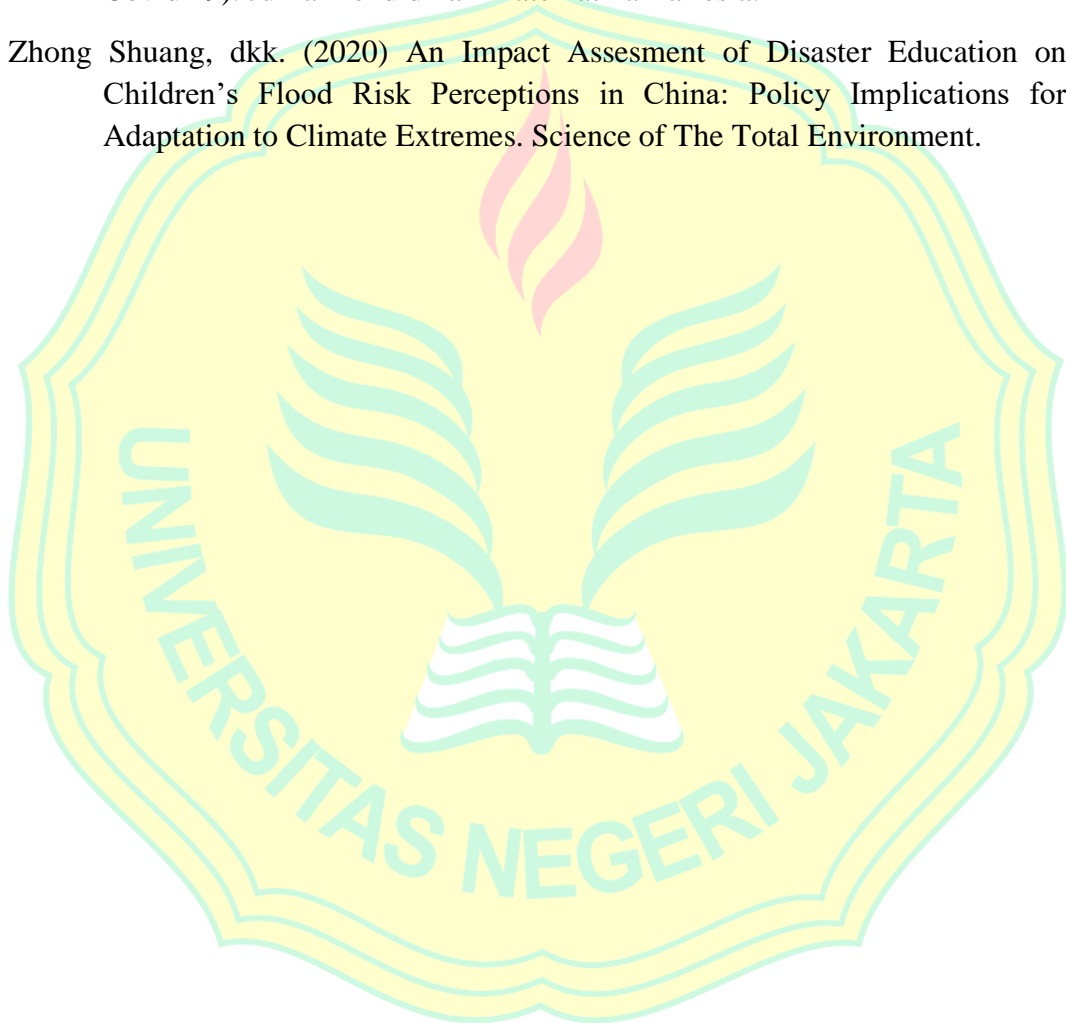 Zhong Shuang, dkk. (2020) An Impact Assesment of Disaster Education on
Children’s Flood Risk Perceptions in China: Policy Implications for
Adaptation to Climate Extremes. Science of The Total Environment.
UNIVERSITAS NEGERI JAKARTA